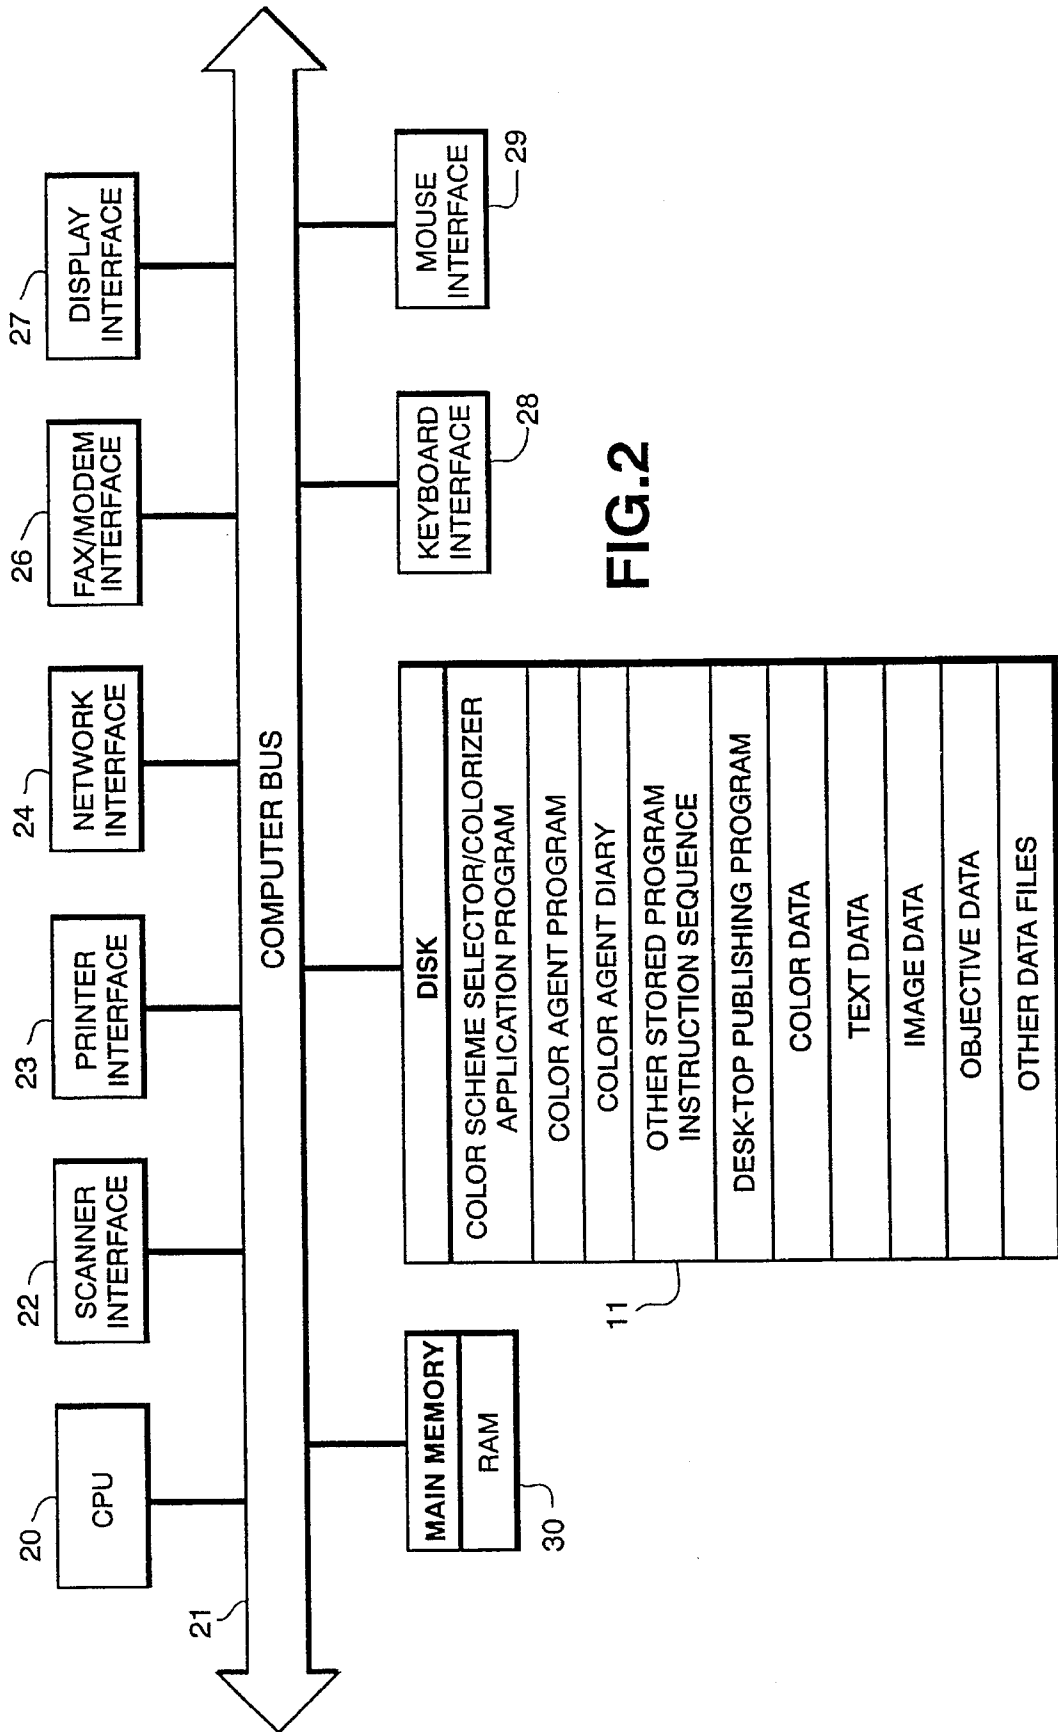 20
CPU
22
SCANNER
INTERFACE
23
PRINTER
INTERFACE
24
NETWORK
INTERFACE
26
FAX/MODEM
INTERFACE
27
DISPLAY
INTERFACE
21
COMPUTER BUS
MAIN MEMORY
RAM
30
11
DISK
COLOR SCHEME SELECTOR/COLORIZER
APPLICATION PROGRAM
COLOR AGENT PROGRAM
COLOR AGENT DIARY
OTHER STORED PROGRAM
INSTRUCTION SEQUENCE
DESK-TOP PUBLISHING PROGRAM
COLOR DATA
TEXT DATA
IMAGE DATA
OBJECTIVE DATA
OTHER DATA FILES
KEYBOARD
INTERFACE
28
MOUSE
INTERFACE
29
FIG.2